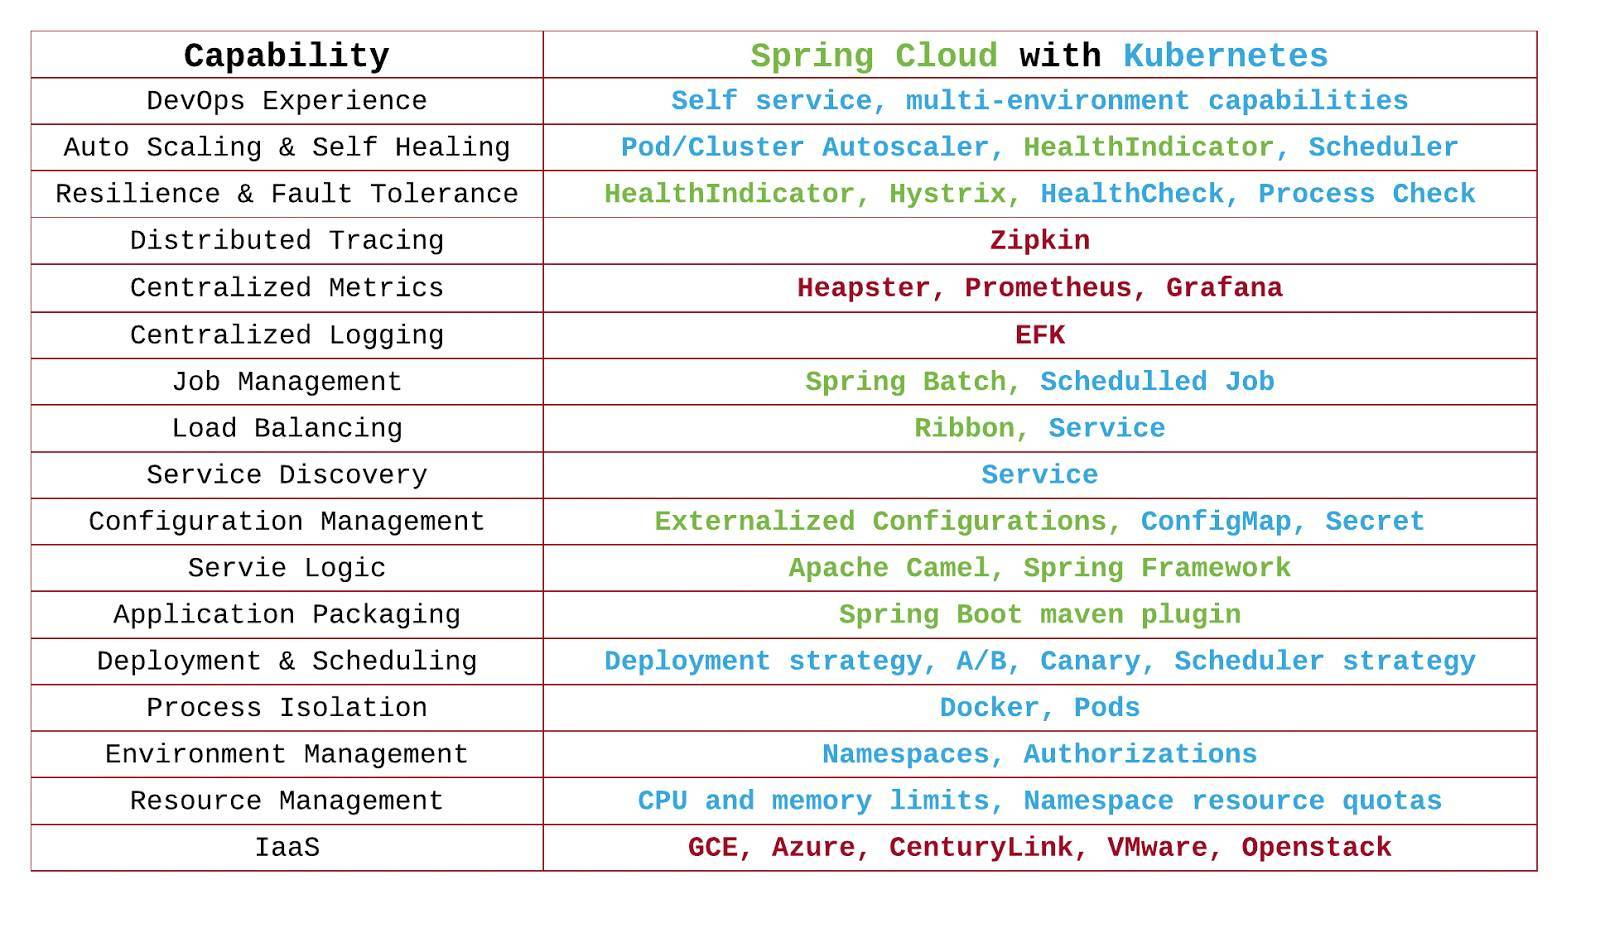 Capability Spring Cloud with Kubernetes
DevOps Experience Self service, multi-environment capabilities
Auto Scaling & Self Healing Pod/Cluster Autoscaler, HealthIndicator, Scheduler
Resilience & Fault Tolerance HealthIndicator, Hystrix, HealthCheck, Process Check
Distributed Tracing Zipkin
Centralized Metrics Heapster, Prometheus, Grafana
Centralized Logging EFK
Job Management Spring Batch, Schedulled Job
Load Balancing Ribbon, Service
Service Discovery Service
Configuration Management Externalized Configurations, ConfigMap, Secret
Servie Logic Apache Camel, Spring Framework
Application Packaging Spring Boot maven plugin
Deployment & Scheduling Deployment strategy, A/B, Canary, Scheduler strategy
Process Isolation Docker, Pods
Environment Management Namespaces, Authorizations
Resource Management CPU and memory limits, Namespace resource quotas
IaaS GCE, Azure, CenturyLink, VMware, Openstack